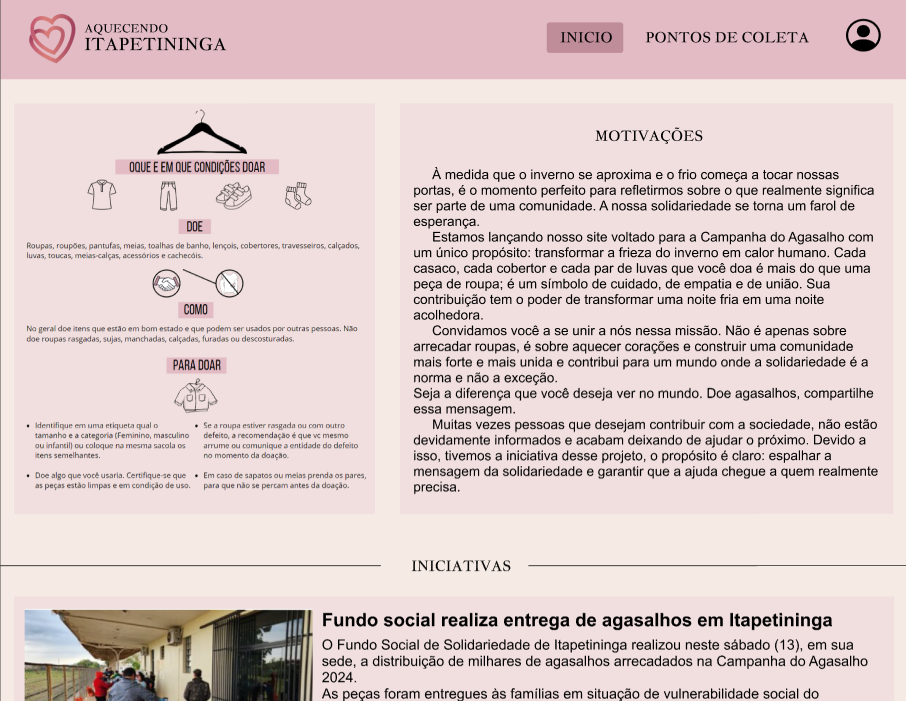 AQUECENDO
ITAPETININGA
INICIO
PONTOS DE COLETA
OQUE E EM QUE CONDIÇÕES DOAR
DOE
Roupas, roupões, pantufas, meias, toalhas de banho, lençois, cobertores, travesseiros, calçados,
luvas, toucas, meias-calças, acessórios e cachecóis.
COMO
No geral doe itens que estão em bom estado e que podem ser usados por outras pessoas. Não
doe roupas rasgadas, sujas, manchadas, calçadas, furadas ou descosturadas.
PARA DOAR
• Identifique em uma etiqueta qual o
tamanho e a categoria (Feminino, masculino
ou infantil) ou coloque na mesma sacola os
itens semelhantes.
• Doe algo que você usaria. Certifique-se que
as peças estão limpas e em condição de uso.
• Se a roupa estiver rasgada ou com outro
defeito, a recomendação é que vc mesmo
arrume ou comunique a entidade do defeito
no momento da doação.
• Em caso de sapatos ou meias prenda os pares,
para que não se percam antes da doação.
MOTIVAÇÕES
À medida que o inverno se aproxima e o frio começa a tocar nossas
portas, é o momento perfeito para refletirmos sobre o que realmente significa
ser parte de uma comunidade. A nossa solidariedade se torna um farol de
esperança.
Estamos lançando nosso site voltado para a Campanha do Agasalho com
um único propósito: transformar a frieza do inverno em calor humano. Cada
casaco, cada cobertor e cada par de luvas que você doa é mais do que uma
peça de roupa; é um símbolo de cuidado, de empatia e de união. Sua
contribuição tem o poder de transformar uma noite fria em uma noite
acolhedora.
Convidamos você a se unir a nós nessa missão. Não é apenas sobre
arrecadar roupas, é sobre aquecer corações e construir uma comunidade
mais forte e mais unida e contribui para um mundo onde a solidariedade é a
norma e não a exceção.
Seja a diferença que você deseja ver no mundo. Doe agasalhos, compartilhe
essa mensagem.
Muitas vezes pessoas que desejam contribuir com a sociedade, não estão
devidamente informados e acabam deixando de ajudar o próximo. Devido a
isso, tivemos a iniciativa desse projeto, o propósito é claro: espalhar a
mensagem da solidariedade e garantir que a ajuda chegue a quem realmente
precisa.
INICIATIVAS
Fundo social realiza entrega de agasalhos em Itapetininga
O Fundo Social de Solidariedade de Itapetininga realizou neste sábado (13), em sua
sede, a distribuição de milhares de agasalhos arrecadados na Campanha do Agasalho
2024.
As peças foram entregues às famílias em situação de vulnerabilidade social do